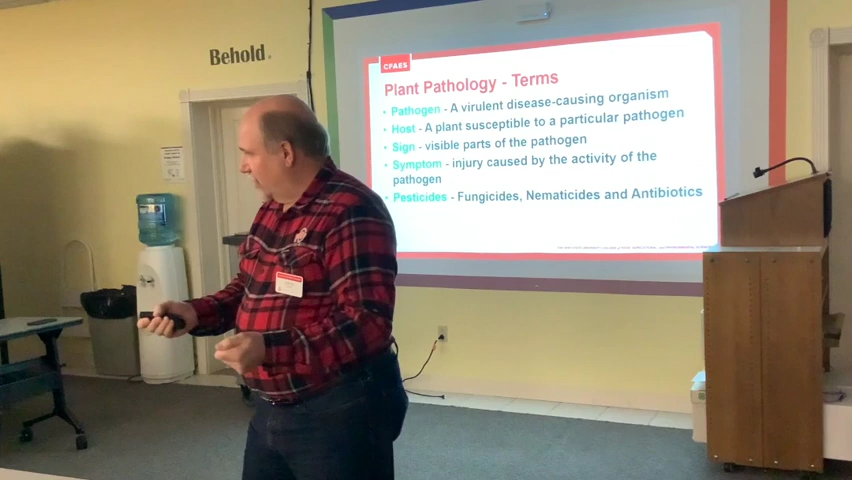 Behold.
CFAES
Plant Pathology - Terms
• Pathogen - A virulent disease-causing organism
• Host - A plant susceptible to a particular pathogen
• Sign - visible parts of the pathogen
• Symptom - injury caused by the activity of the
pathogen
• Pesticides - Fungicides, Nematicides and Antibiotics